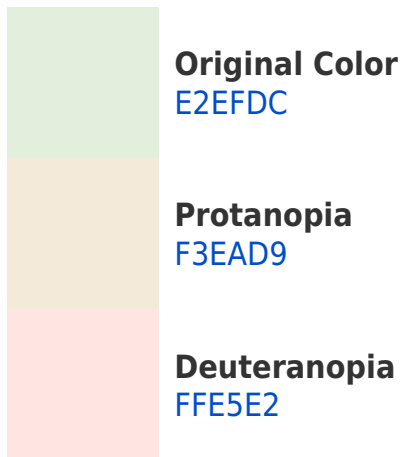 Original Color
E2EFDC
Protanopia
F3EAD9
Deuteranopia
FFE5E2